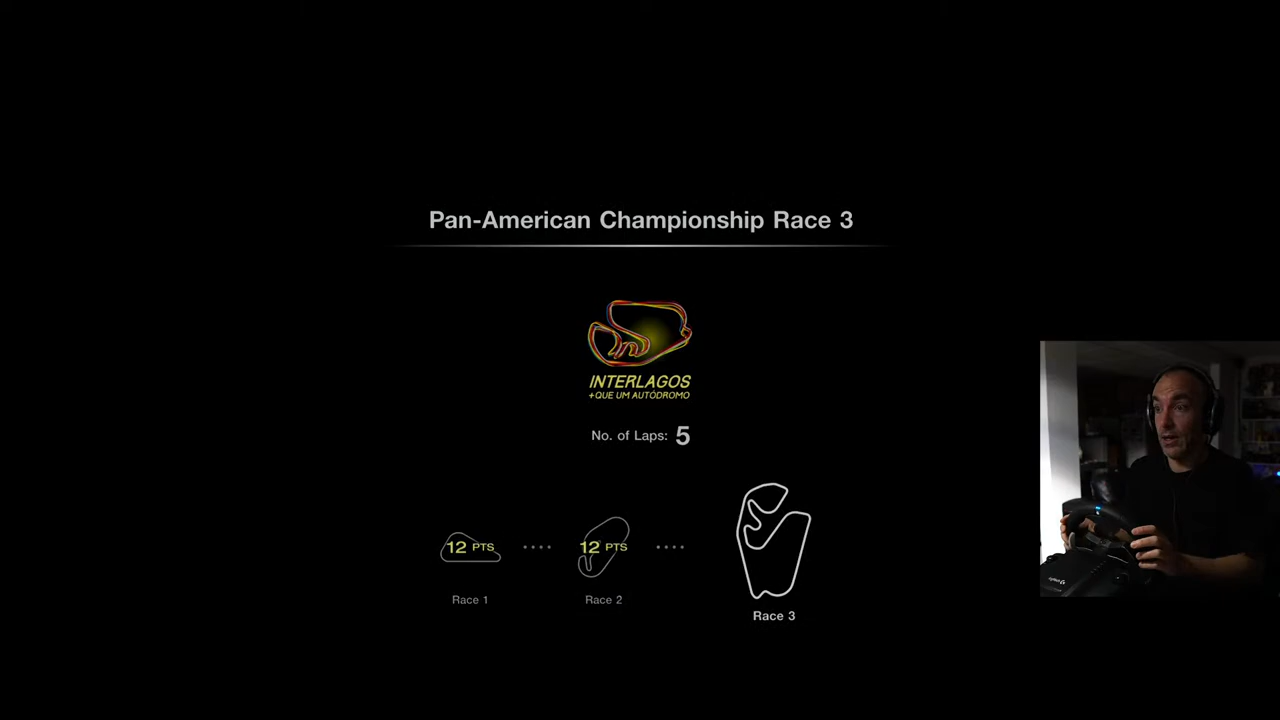 Pan-American Championship Race 3
INTERLAGOS
+QUE UM AUTÓDROMO
No. of Laps: 5
12 PTS
12 PTS
Race 1
Race 2
Race 3